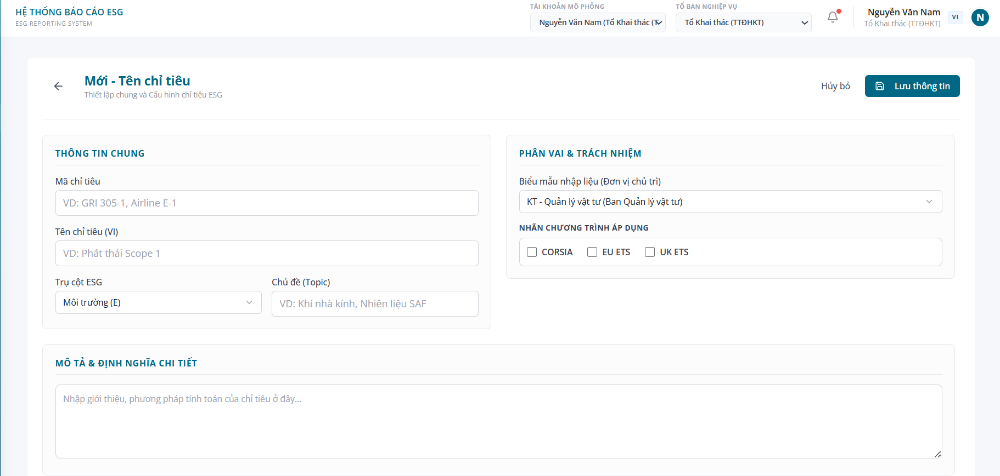 HỆ THỐNG BÁO CÁO ESG
ESG REPORTING SYSTEM
TÀI KHOẢN MÔ PHỎNG
Nguyễn Văn Nam (Tổ Khai thác (T
TỔ BAN NGHIỆP VỤ
Tổ Khai thác (TTĐHKT)
Nguyễn Văn Nam
Tổ Khai thác (TTĐHKT)
VI
N
Mới - Tên chỉ tiêu
Thiết lập chung và Cấu hình chỉ tiêu ESG
Hủy bỏ
Lưu thông tin
THÔNG TIN CHUNG
Mã chỉ tiêu
VD: GRI 305-1, Airline E-1
Tên chỉ tiêu (VI)
VD: Phát thải Scope 1
Trụ cột ESG
Môi trường (E)
Chủ đề (Topic)
VD: Khí nhà kính, Nhiên liệu SAF
PHÂN VAI & TRÁCH NHIỆM
Biểu mẫu nhập liệu (Đơn vị chủ trì)
KT - Quản lý vật tư (Ban Quản lý vật tư)
NHÃN CHƯƠNG TRÌNH ÁP DỤNG
CORSIA EU ETS UK ETS
MÔ TẢ & ĐỊNH NGHĨA CHI TIẾT
Nhập giới thiệu, phương pháp tính toán của chỉ tiêu ở đây...